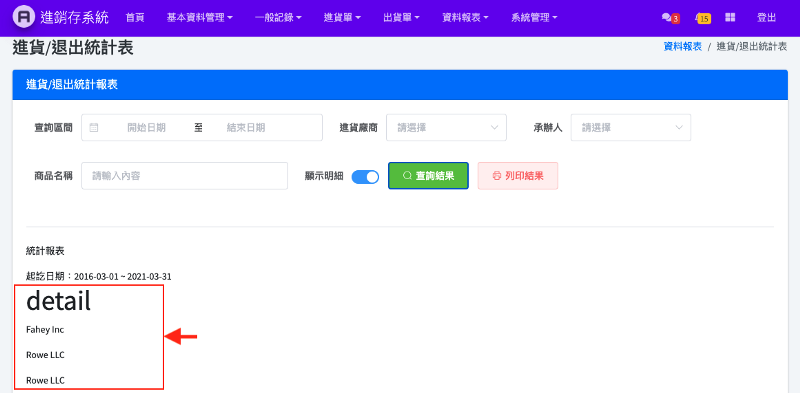 A 進銷存系統 首頁 基本資料管理 一般記錄 進貨單 出貨單 資料報表 系統管理 3 15 登出
進貨/退出統計表 資料報表 / 進貨/退出統計表
進貨/退出統計報表
查詢區間 開始日期 至 結束日期 進貨廠商 請選擇 承辦人 請選擇
商品名稱 請輸入內容 顯示明細 查詢結果 列印結果
統計報表
起訖日期：2016-03-01 ~ 2021-03-31
detail
Fahey Inc
Rowe LLC
Rowe LLC